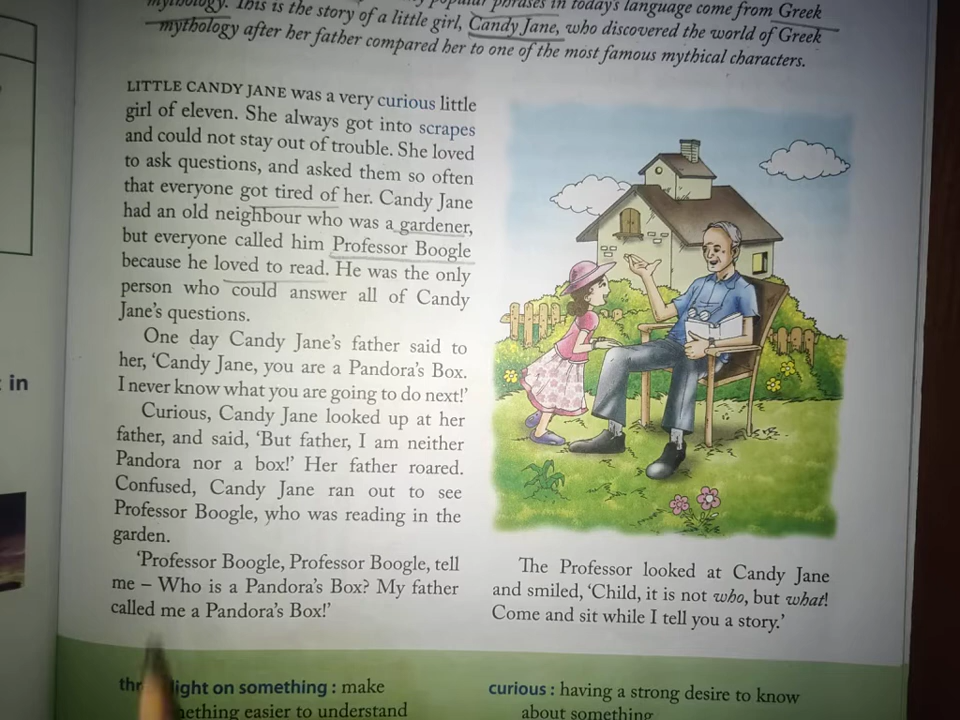 mythology. This is the story of a little girl, Candy Jane, who discovered the world of Greek
popular phrases in today's language come from Greek
mythology after her father compared her to one of the most famous mythical characters.
LITTLE CANDY JANE was a very curious little
girl of eleven. She always got into scrapes
and could not stay out of trouble. She loved
to ask questions, and asked them so often
that everyone got tired of her. Candy Jane
had an old neighbour who was a gardener,
but everyone called him Professor Boogle
because he loved to read. He was the only
person who could answer all of Candy
Jane's questions.
One day Candy Jane's father said to
her, ‘Candy Jane, you are a Pandora's Box.
I never know what you are going to do next!’
Curious, Candy Jane looked up at her
father, and said, ‘But father, I am neither
Pandora nor a box!’ Her father roared.
Confused, Candy Jane ran out to see
Professor Boogle, who was reading in the
garden.
‘Professor Boogle, Professor Boogle, tell
me – Who is a Pandora's Box? My father
called me a Pandora's Box!’
The Professor looked at Candy Jane
and smiled, ‘Child, it is not who, but what!
Come and sit while I tell you a story.’
in
light on something : make
something easier to understand
curious : having a strong desire to know
about something